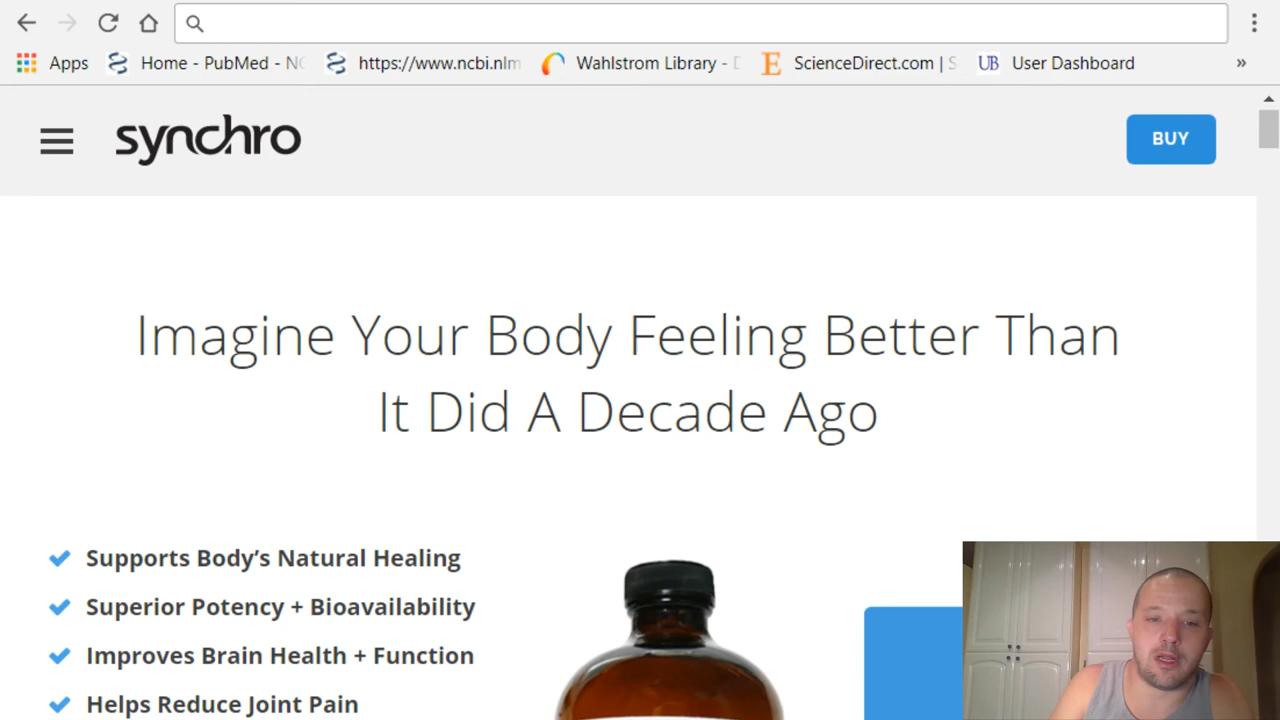 Apps
Home - PubMed - NC
https://www.ncbi.nlm
Wahlstrom Library - D
E ScienceDirect.com | S
UB User Dashboard
»
synchro
BUY
Imagine Your Body Feeling Better Than
It Did A Decade Ago
Supports Body's Natural Healing
Superior Potency + Bioavailability
Improves Brain Health + Function
Helps Reduce Joint Pain